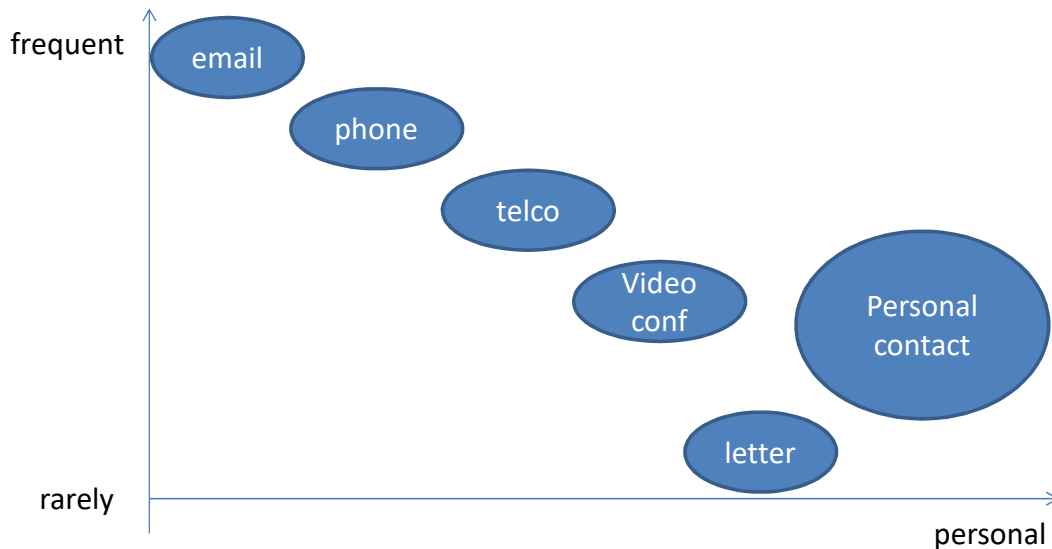 frequent
email
phone
telco
Video
conf
Personal
contact
letter
rarely
personal